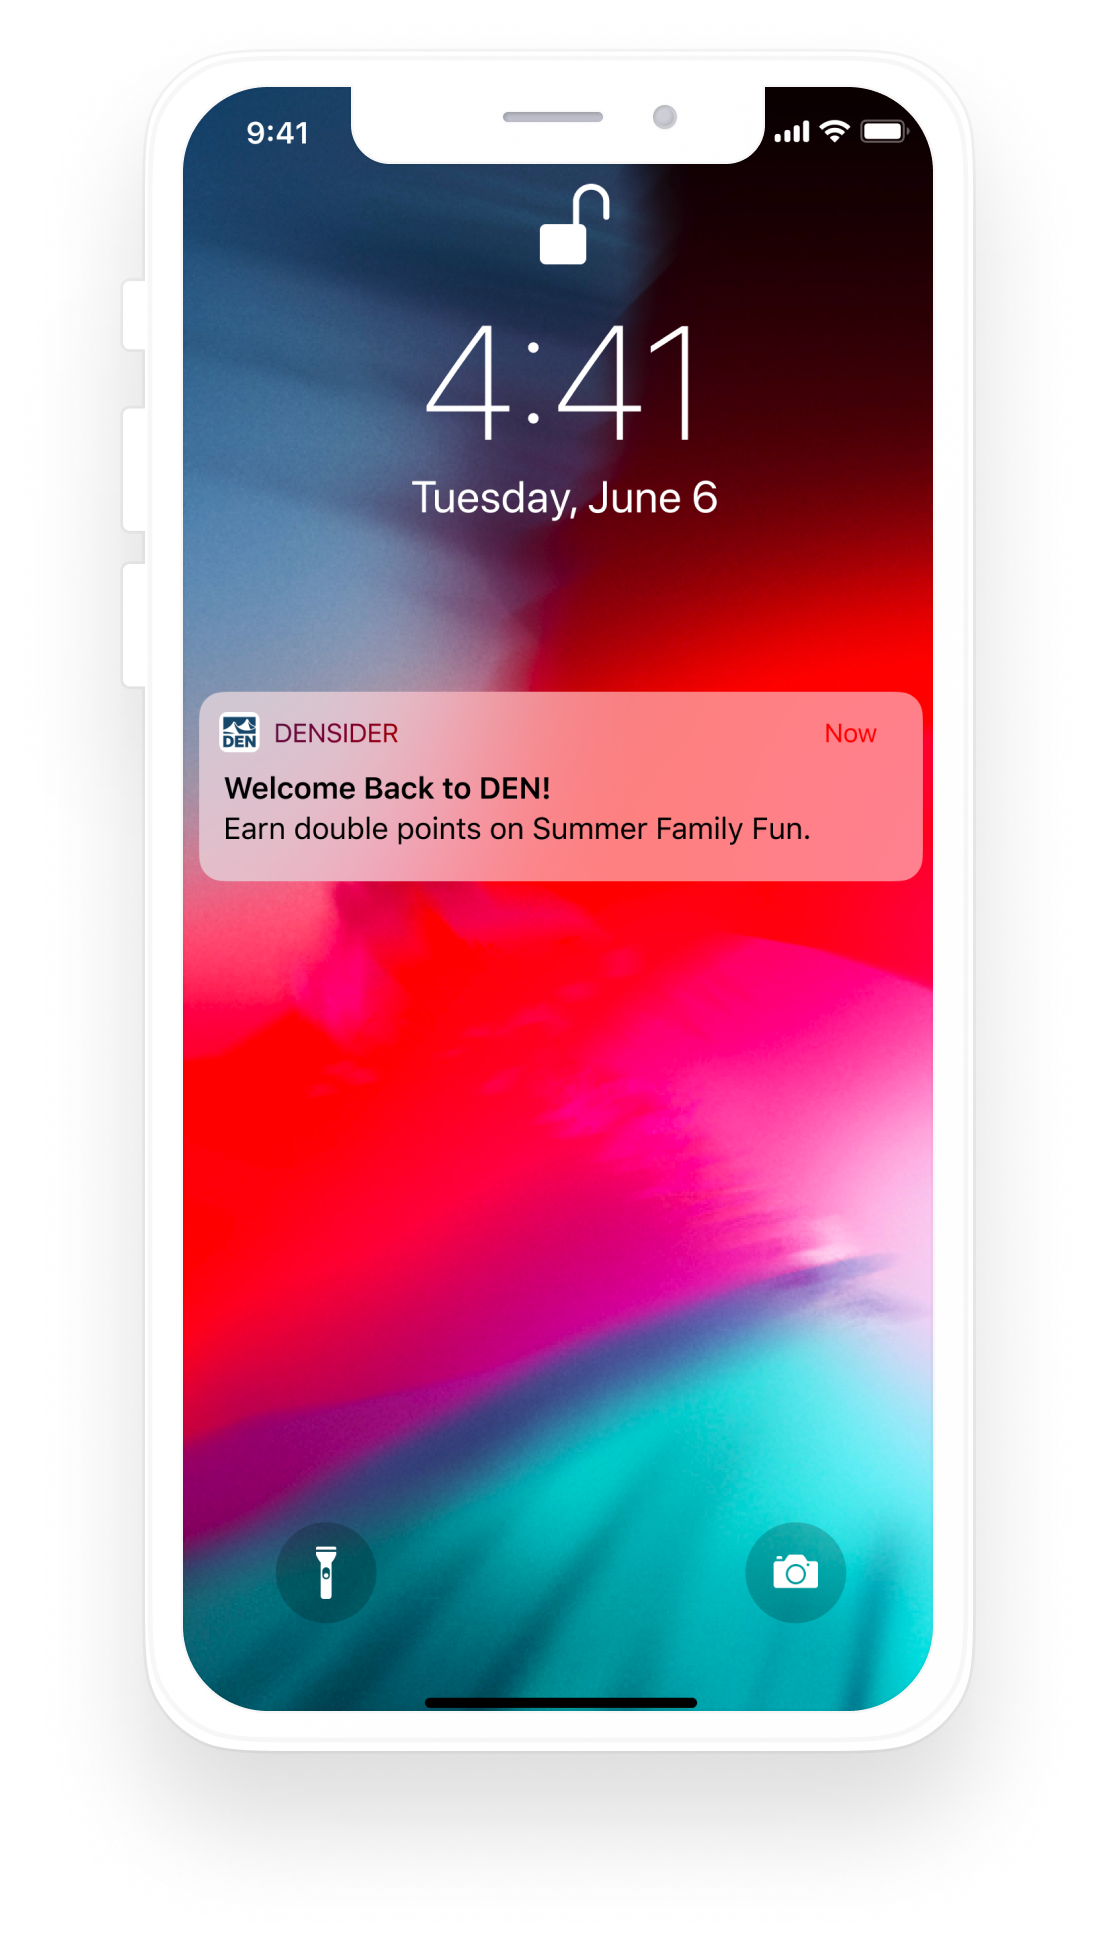 9:41
4:41
Tuesday, June 6
DEN
DENSIDER
Now
Welcome Back to DEN!
Earn double points on Summer Family Fun.